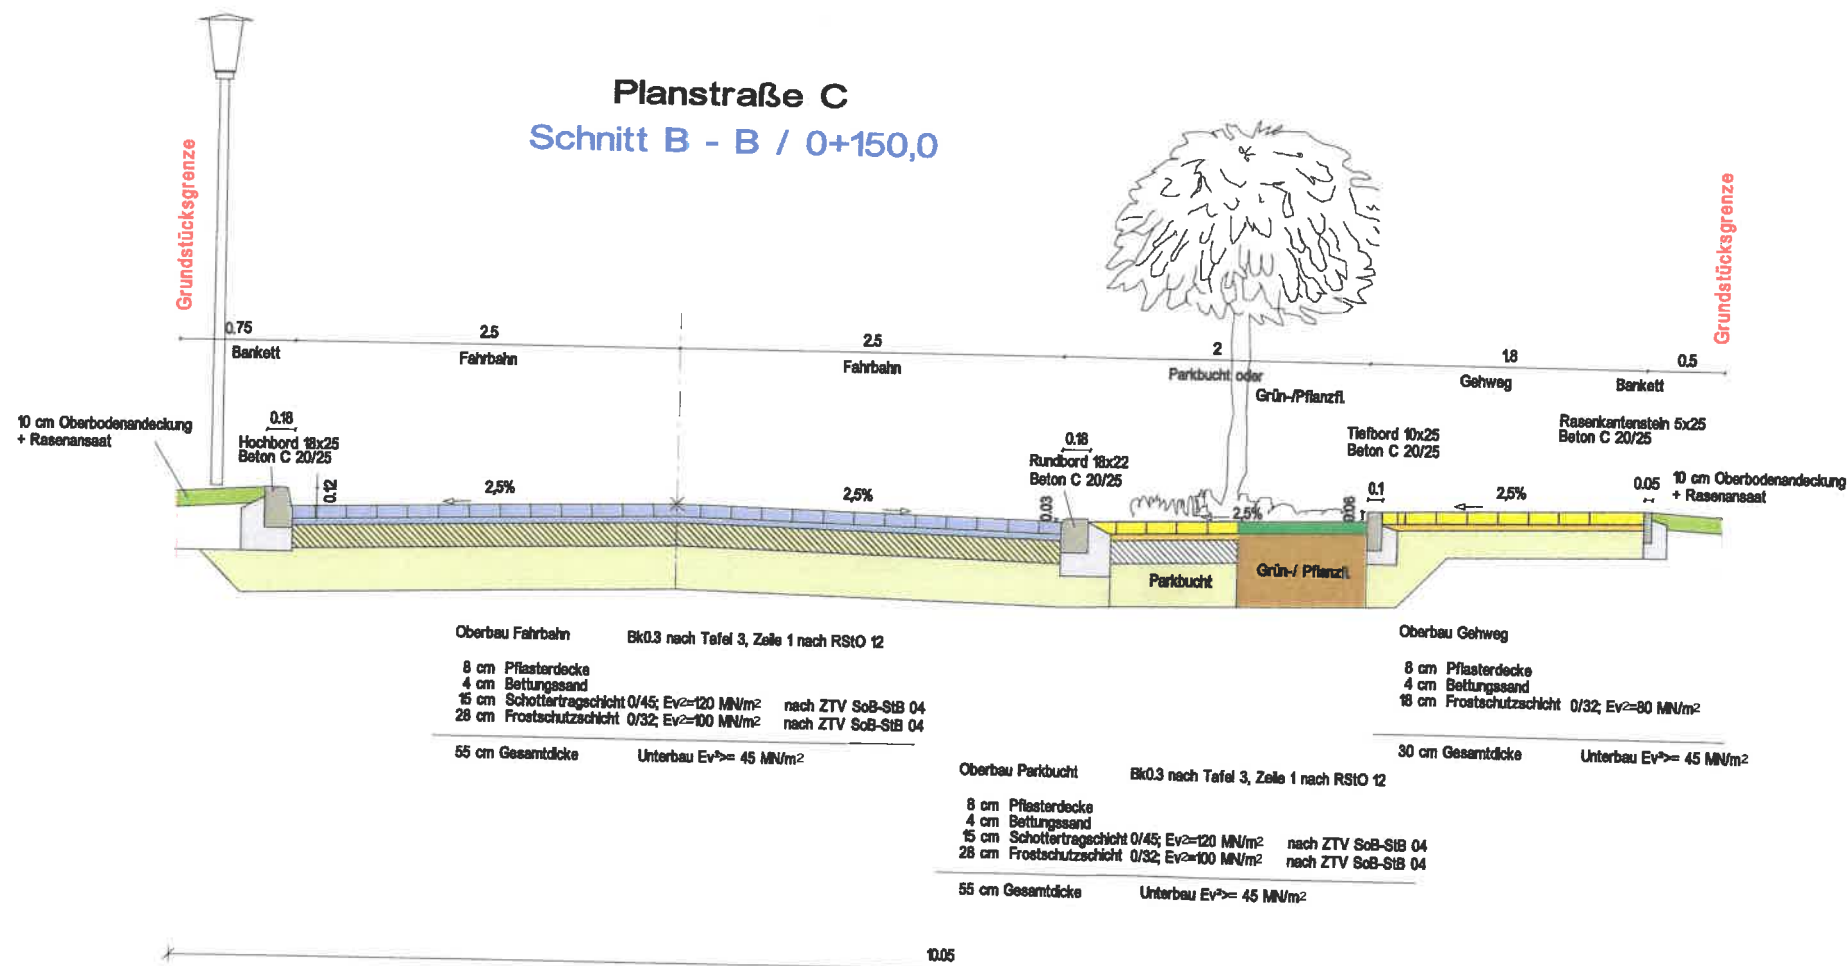 Planstraße C
Schnitt B - B / 0+150,0
Grundstücksgrenze
Grundstücksgrenze
0.75
2.5
2.5
2
1.8
0.5
Bankett
Fahrbahn
Fahrbahn
Parkbucht oder
Grün-/Pflanzfl.
Gehweg
Bankett
10 cm Oberbodenandeckung
+ Rasenansaat
0.18
Hochbord 18x25
Beton C 20/25
0.12
2,5%
2,5%
0.18
Rundbord 18x22
Beton C 20/25
0.03
2,5%
0.06
Tiefbord 10x25
Beton C 20/25
0.1
2,5%
Rasenkantenstein 5x25
Beton C 20/25
0.05
10 cm Oberbodenandeckung
+ Rasenansaat
Parkbucht
Grün-/ Pflanzfl.
Oberbau Fahrbahn Bk0.3 nach Tafel 3, Zeile 1 nach RStO 12
8 cm Pflasterdecke
4 cm Bettungssand
15 cm Schottertragschicht 0/45; Ev2=120 MN/m2 nach ZTV SoB-StB 04
28 cm Frostschutzschicht 0/32; Ev2=100 MN/m2 nach ZTV SoB-StB 04
55 cm Gesamtdicke Unterbau Ev²>= 45 MN/m2
Oberbau Parkbucht Bk0.3 nach Tafel 3, Zeile 1 nach RStO 12
8 cm Pflasterdecke
4 cm Bettungssand
15 cm Schottertragschicht 0/45; Ev2=120 MN/m2 nach ZTV SoB-StB 04
28 cm Frostschutzschicht 0/32; Ev2=100 MN/m2 nach ZTV SoB-StB 04
55 cm Gesamtdicke Unterbau Ev²>= 45 MN/m2
Oberbau Gehweg
8 cm Pflasterdecke
4 cm Bettungssand
18 cm Frostschutzschicht 0/32; Ev2=80 MN/m2
30 cm Gesamtdicke Unterbau Ev²>= 45 MN/m2
10.05